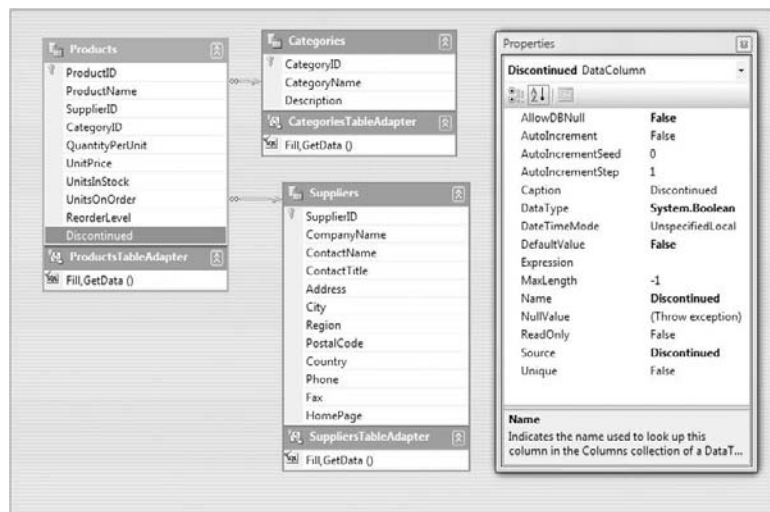 Products
ProductID
ProductName
SupplierID
CategoryID
QuantityPerUnit
UnitPrice
UnitsInStock
UnitsOnOrder
ReorderLevel
Discontinued
ProductsTableAdapter
Fill,GetData ()
Categories
CategoryID
CategoryName
Description
CategoriesTableAdapter
Fill,GetData ()
Suppliers
SupplierID
CompanyName
ContactName
ContactTitle
Address
City
Region
PostalCode
Country
Phone
Fax
HomePage
SuppliersTableAdapter
Fill,GetData ()
Properties
Discontinued DataColumn
AllowDBNull False
AutoIncrement False
AutoIncrementSeed 0
AutoIncrementStep 1
Caption Discontinued
DataType System.Boolean
DateTimeMode UnspecifiedLocal
DefaultValue False
Expression
MaxLength -1
Name Discontinued
NullValue (Throw exception)
ReadOnly False
Source Discontinued
Unique False
Name
Indicates the name used to look up this
column in the Columns collection of a DataT...